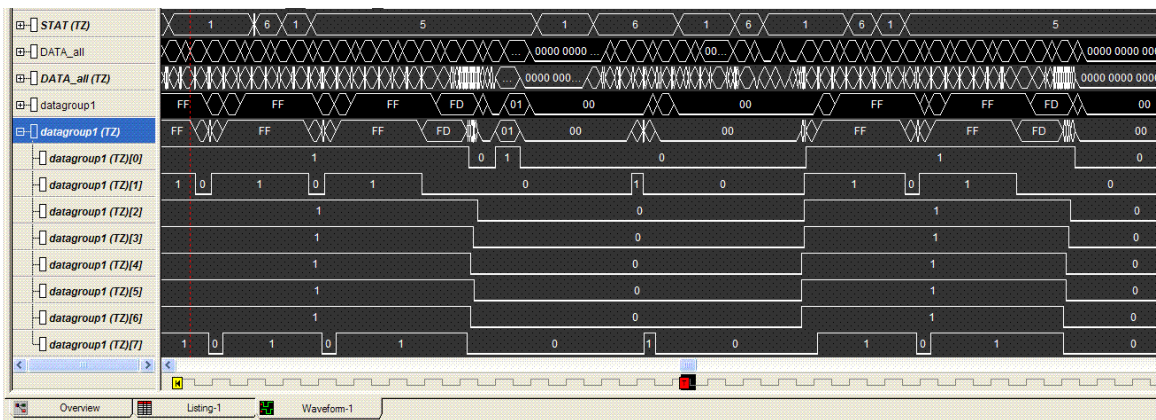 STAT (TZ) 1 6 1 5 1 6 1 6 1 6 1 5
DATA_all ... 0000 0000 ... 00... 0000 0000 00
DATA_all (TZ) ... 0000 000... 0000 0000 0000
datagroup1 FF FF FF FD 01 00 00 FF FF FD 00
datagroup1 (TZ) FF FF FF FD 01 00 00 FF FF FD 00
datagroup1 (TZ)[0] 1 0 1 0 1 0
datagroup1 (TZ)[1] 1 0 1 0 1 0 1 0 1 0 1 0
datagroup1 (TZ)[2] 1 0 1 0
datagroup1 (TZ)[3] 1 0 1 0
datagroup1 (TZ)[4] 1 0 1 0
datagroup1 (TZ)[5] 1 0 1 0
datagroup1 (TZ)[6] 1 0 1 0
datagroup1 (TZ)[7] 1 0 1 0 1 0 1 0 1 0 1 0
Overview Listing-1 Waveform-1